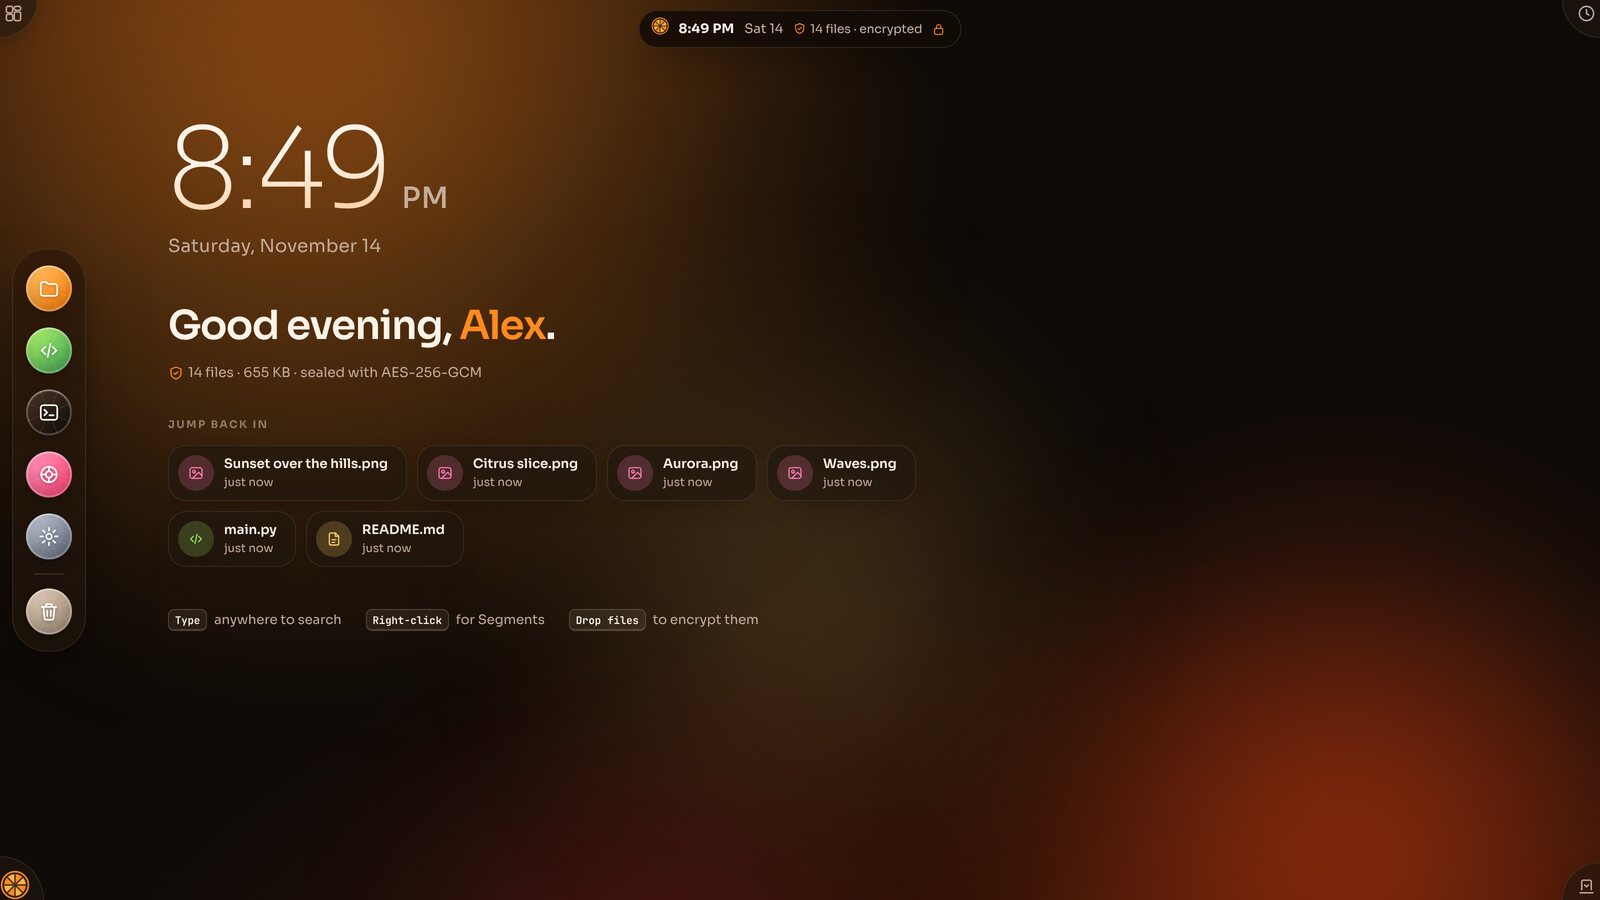 8:49 PM Sat 14 14 files · encrypted
8:49 PM
Saturday, November 14
Good evening, Alex.
14 files · 655 KB · sealed with AES-256-GCM
JUMP BACK IN
Sunset over the hills.png
just now
Citrus slice.png
just now
Aurora.png
just now
Waves.png
just now
main.py
just now
README.md
just now
Type anywhere to search Right-click for Segments Drop files to encrypt them